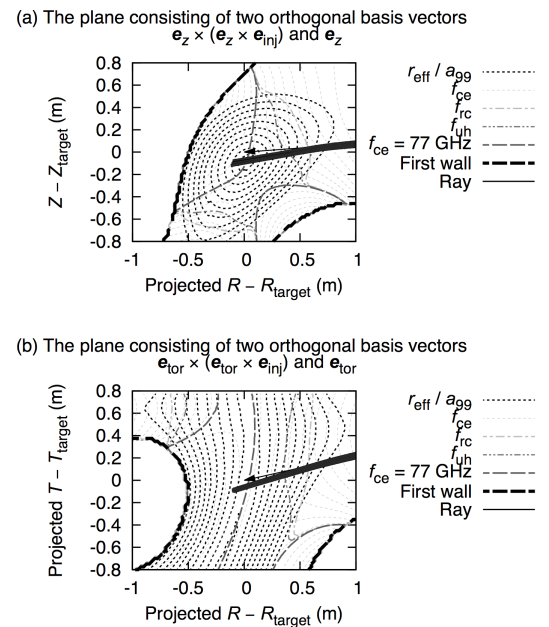 (a) The plane consisting of two orthogonal basis vectors
e_z × (e_z × e_inj) and e_z
0.8
0.6
0.4
0.2
0
-0.2
-0.4
-0.6
-0.8
Z – Z_target (m)
-1 -0.5 0 0.5 1
Projected R – R_target (m)
r_eff / a_99
f_ce
f_rc
f_uh
f_ce = 77 GHz
First wall
Ray
(b) The plane consisting of two orthogonal basis vectors
e_tor × (e_tor × e_inj) and e_tor
0.8
0.6
0.4
0.2
0
-0.2
-0.4
-0.6
-0.8
Projected T – T_target (m)
-1 -0.5 0 0.5 1
Projected R – R_target (m)
r_eff / a_99
f_ce
f_rc
f_uh
f_ce = 77 GHz
First wall
Ray